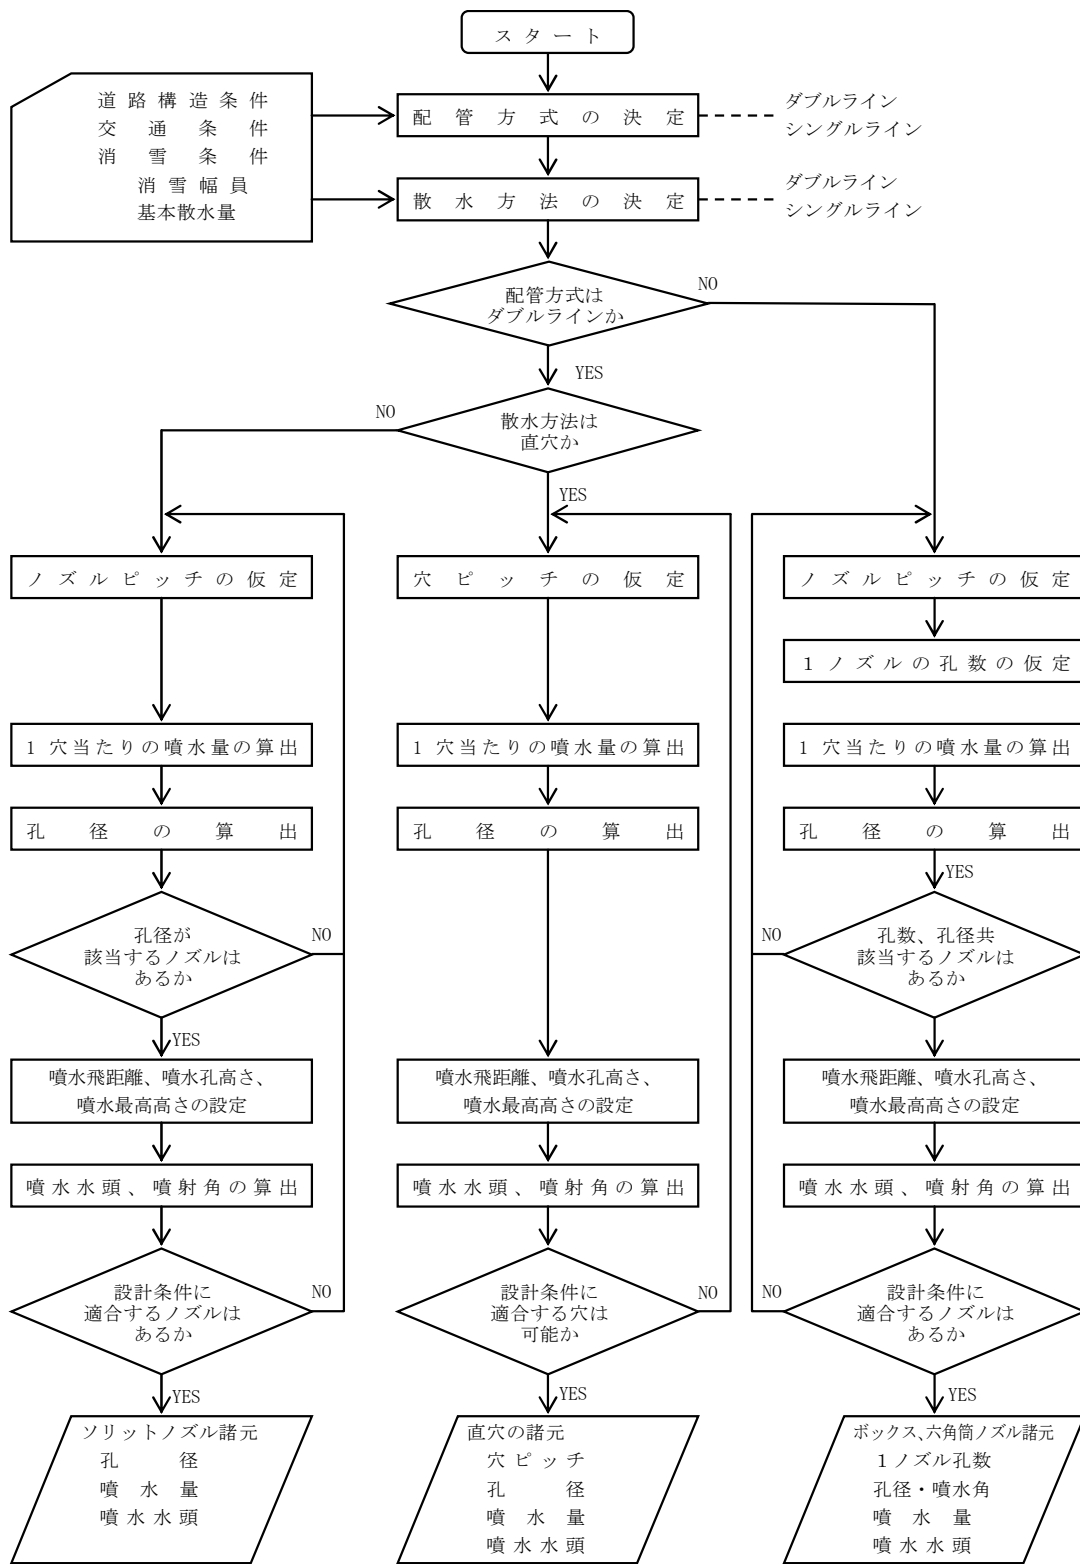 スタート
道路構造条件
交通条件
消雪条件
消雪幅員
基本散水量
配管方式の決定
ダブルライン
シングルライン
散水方法の決定
ダブルライン
シングルライン
配管方式は
ダブルラインか
NO
YES
散水方法は
直穴か
NO
YES
ノズルピッチの仮定
1穴当たりの噴水量の算出
孔径の算出
孔径が
該当するノズルは
あるか
NO
YES
噴水飛距離、噴水孔高さ、
噴水最高高さの設定
噴水水頭、噴射角の算出
設計条件に
適合するノズルは
あるか
NO
YES
ソリットノズル諸元
孔径
噴水量
噴水水頭
穴ピッチの仮定
1穴当たりの噴水量の算出
孔径の算出
噴水飛距離、噴水孔高さ、
噴水最高高さの設定
噴水水頭、噴射角の算出
設計条件に
適合する穴は
可能か
NO
YES
直穴の諸元
穴ピッチ
孔径
噴水量
噴水水頭
ノズルピッチの仮定
1ノズルの孔数の仮定
1穴当たりの噴水量の算出
孔径の算出
YES
孔数、孔径共
該当するノズルは
あるか
NO
噴水飛距離、噴水孔高さ、
噴水最高高さの設定
噴水水頭、噴射角の算出
設計条件に
適合するノズルは
あるか
NO
YES
ボックス、六角筒ノズル諸元
1ノズル孔数
孔径・噴水角
噴水量
噴水水頭